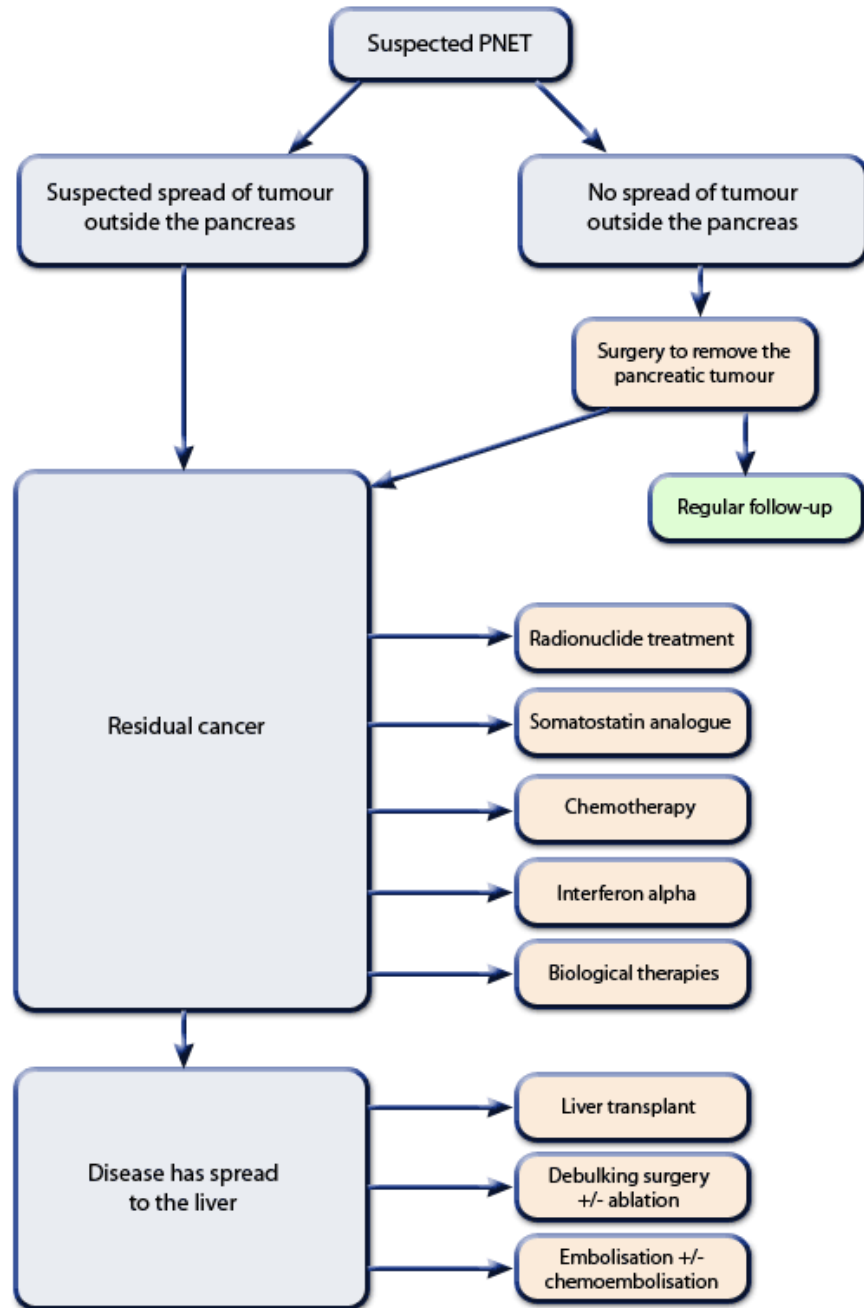 Suspected PNET
Suspected spread of tumour
outside the pancreas
No spread of tumour
outside the pancreas
Surgery to remove the
pancreatic tumour
Regular follow-up
Residual cancer
Radionuclide treatment
Somatostatin analogue
Chemotherapy
Interferon alpha
Biological therapies
Disease has spread
to the liver
Liver transplant
Debulking surgery
+/- ablation
Embolisation +/-
chemoembolisation